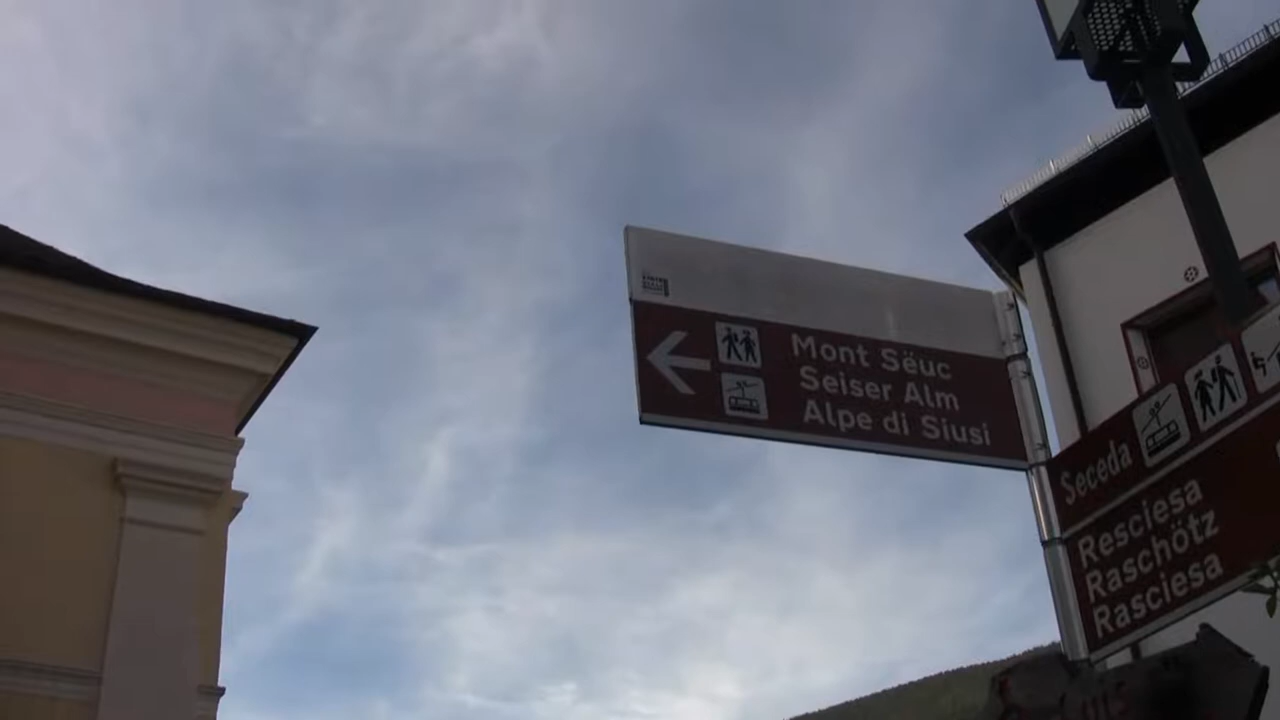 Mont Sëuc
Seiser Alm
Alpe di Siusi
Seceda
Resciesa
Raschötz
Rasciesa